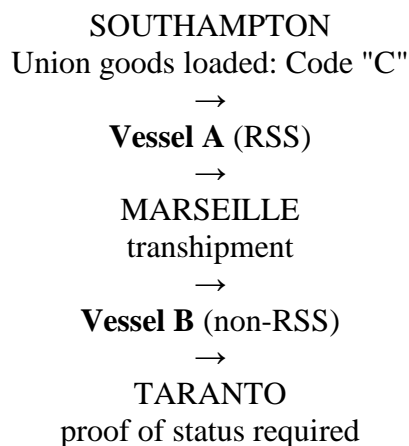 SOUTHAMPTON
Union goods loaded: Code "C"
→
Vessel A (RSS)
→
MARSEILLE
transhipment
→
Vessel B (non-RSS)
→
TARANTO
proof of status required